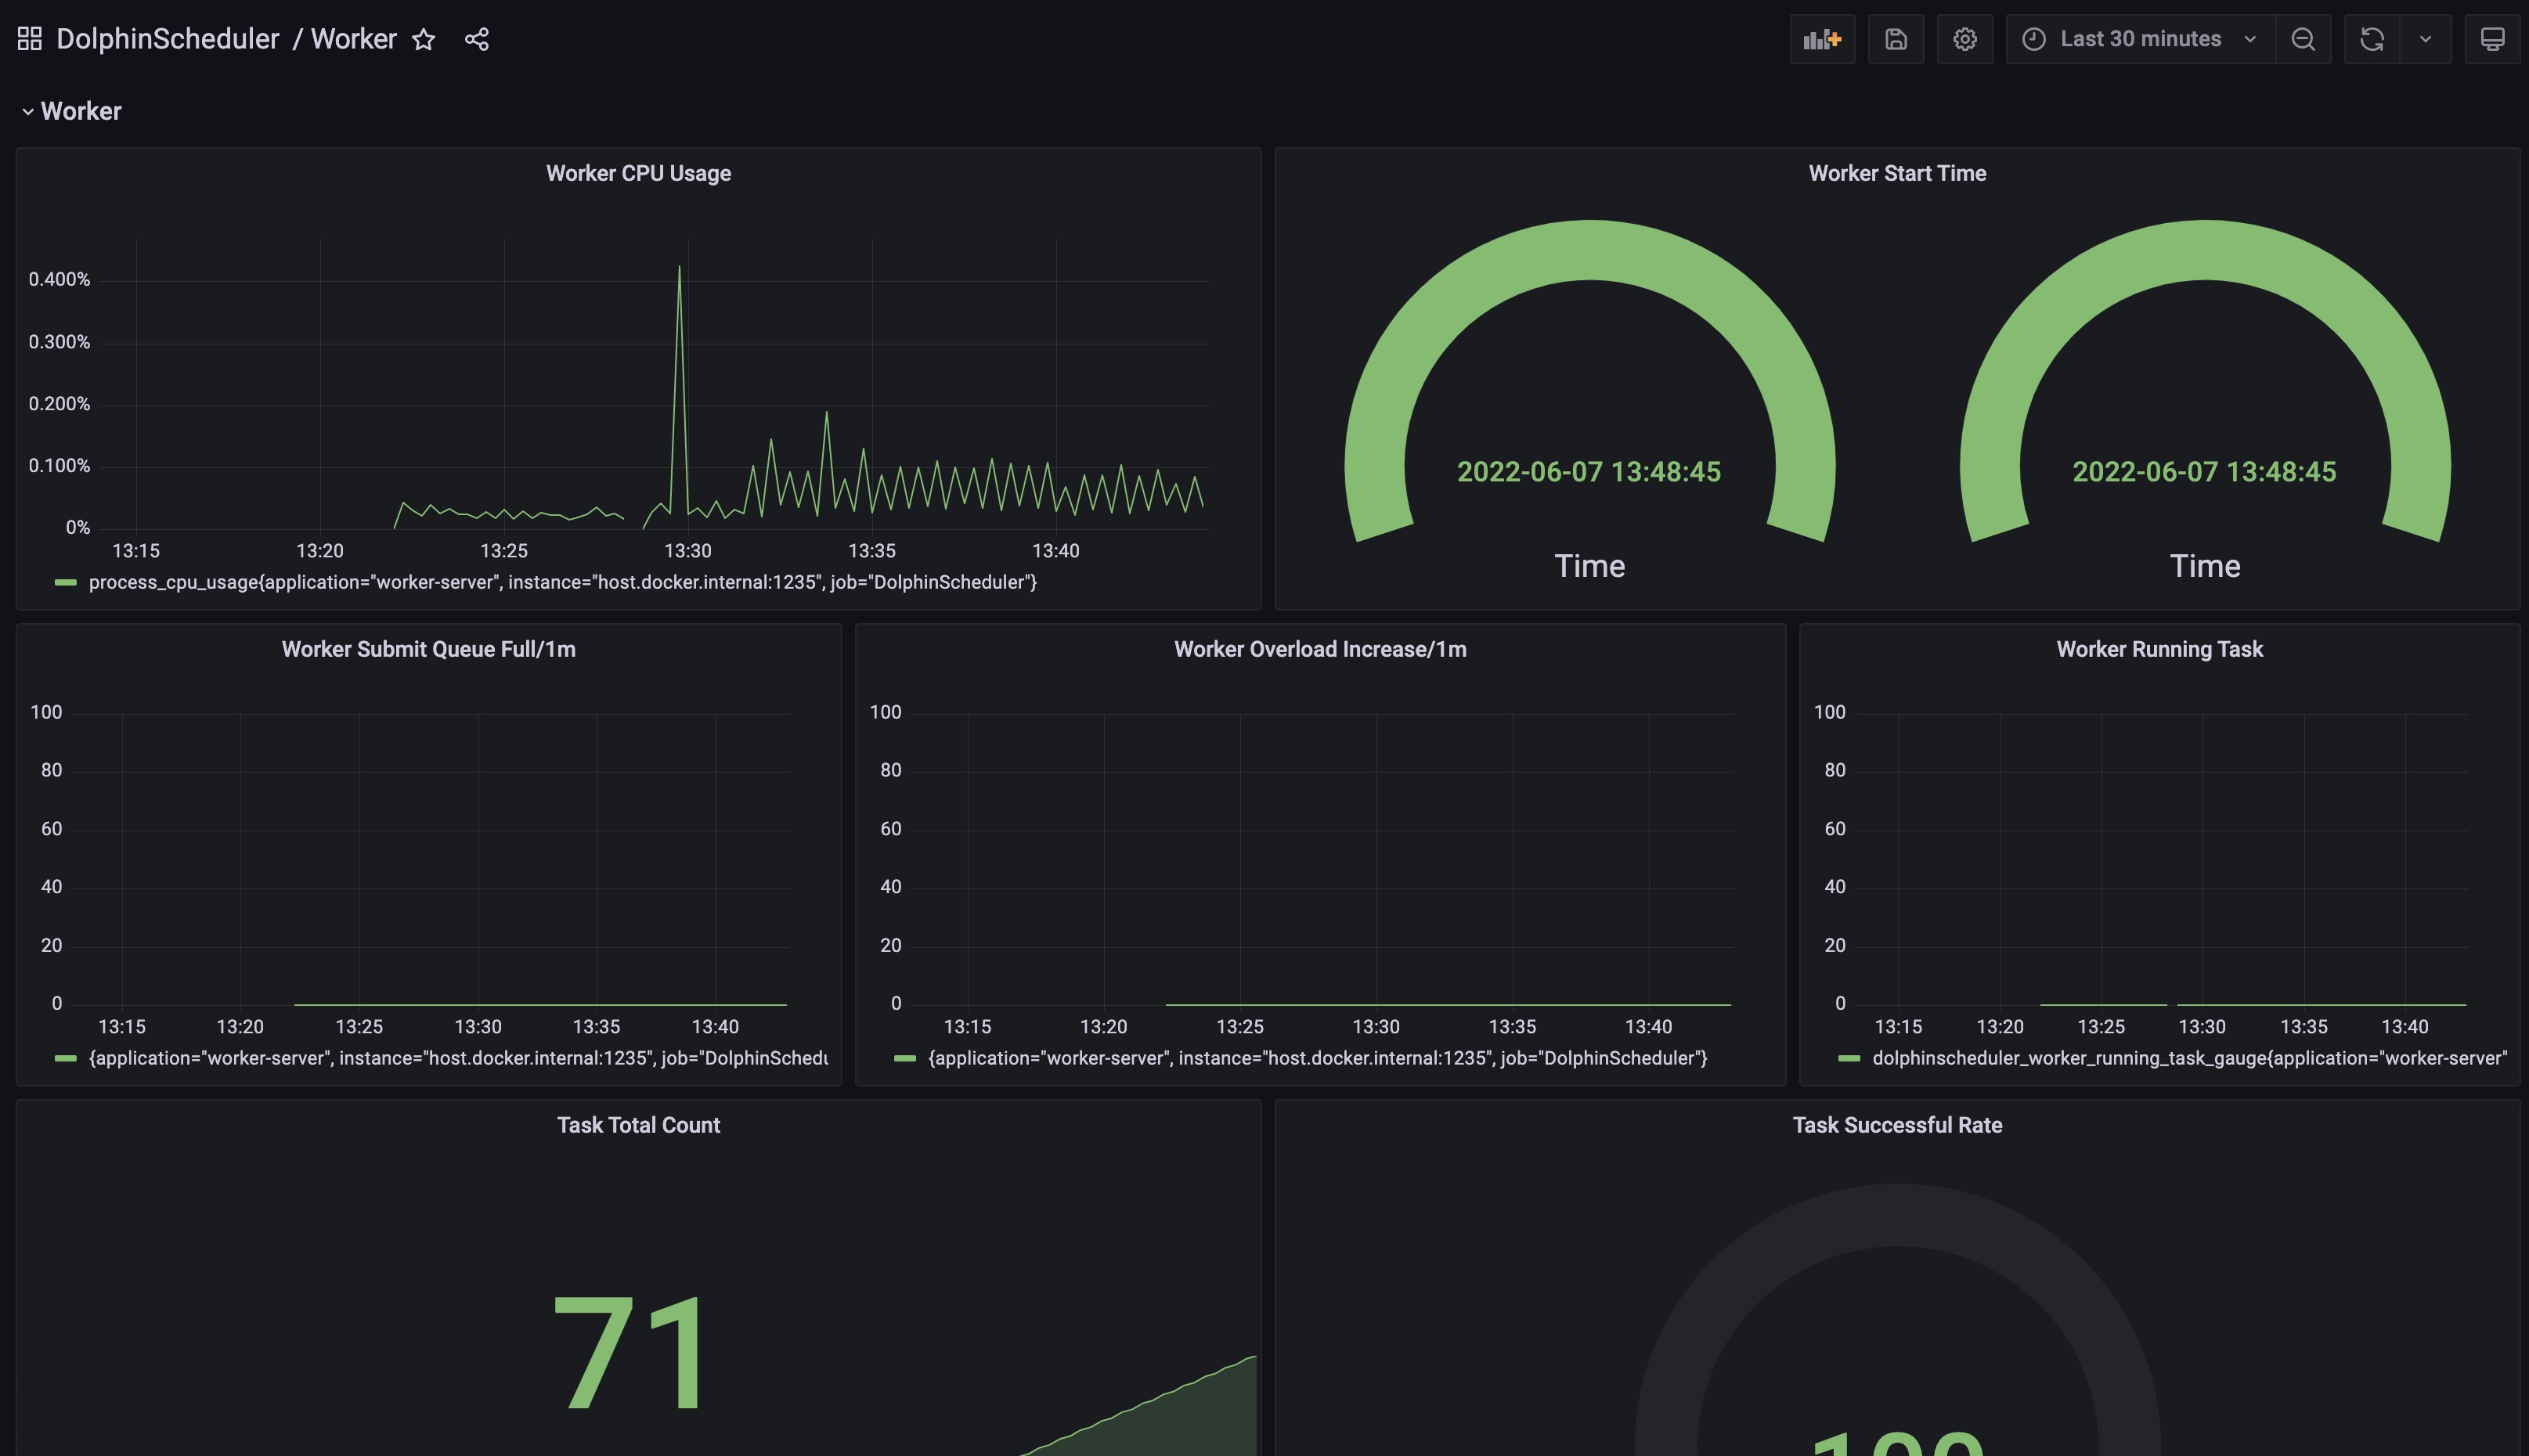 DolphinScheduler / Worker
Last 30 minutes
Worker
Worker CPU Usage
0.400%
0.300%
0.200%
0.100%
0%
13:15 13:20 13:25 13:30 13:35 13:40
process_cpu_usage{application="worker-server", instance="host.docker.internal:1235", job="DolphinScheduler"}
Worker Start Time
2022-06-07 13:48:45
Time
2022-06-07 13:48:45
Time
Worker Submit Queue Full/1m
100
80
60
40
20
0
13:15 13:20 13:25 13:30 13:35 13:40
{application="worker-server", instance="host.docker.internal:1235", job="DolphinSchedu
Worker Overload Increase/1m
100
80
60
40
20
0
13:15 13:20 13:25 13:30 13:35 13:40
{application="worker-server", instance="host.docker.internal:1235", job="DolphinScheduler"}
Worker Running Task
100
80
60
40
20
0
13:15 13:20 13:25 13:30 13:35 13:40
dolphinscheduler_worker_running_task_gauge{application="worker-server"
Task Total Count
71
Task Successful Rate